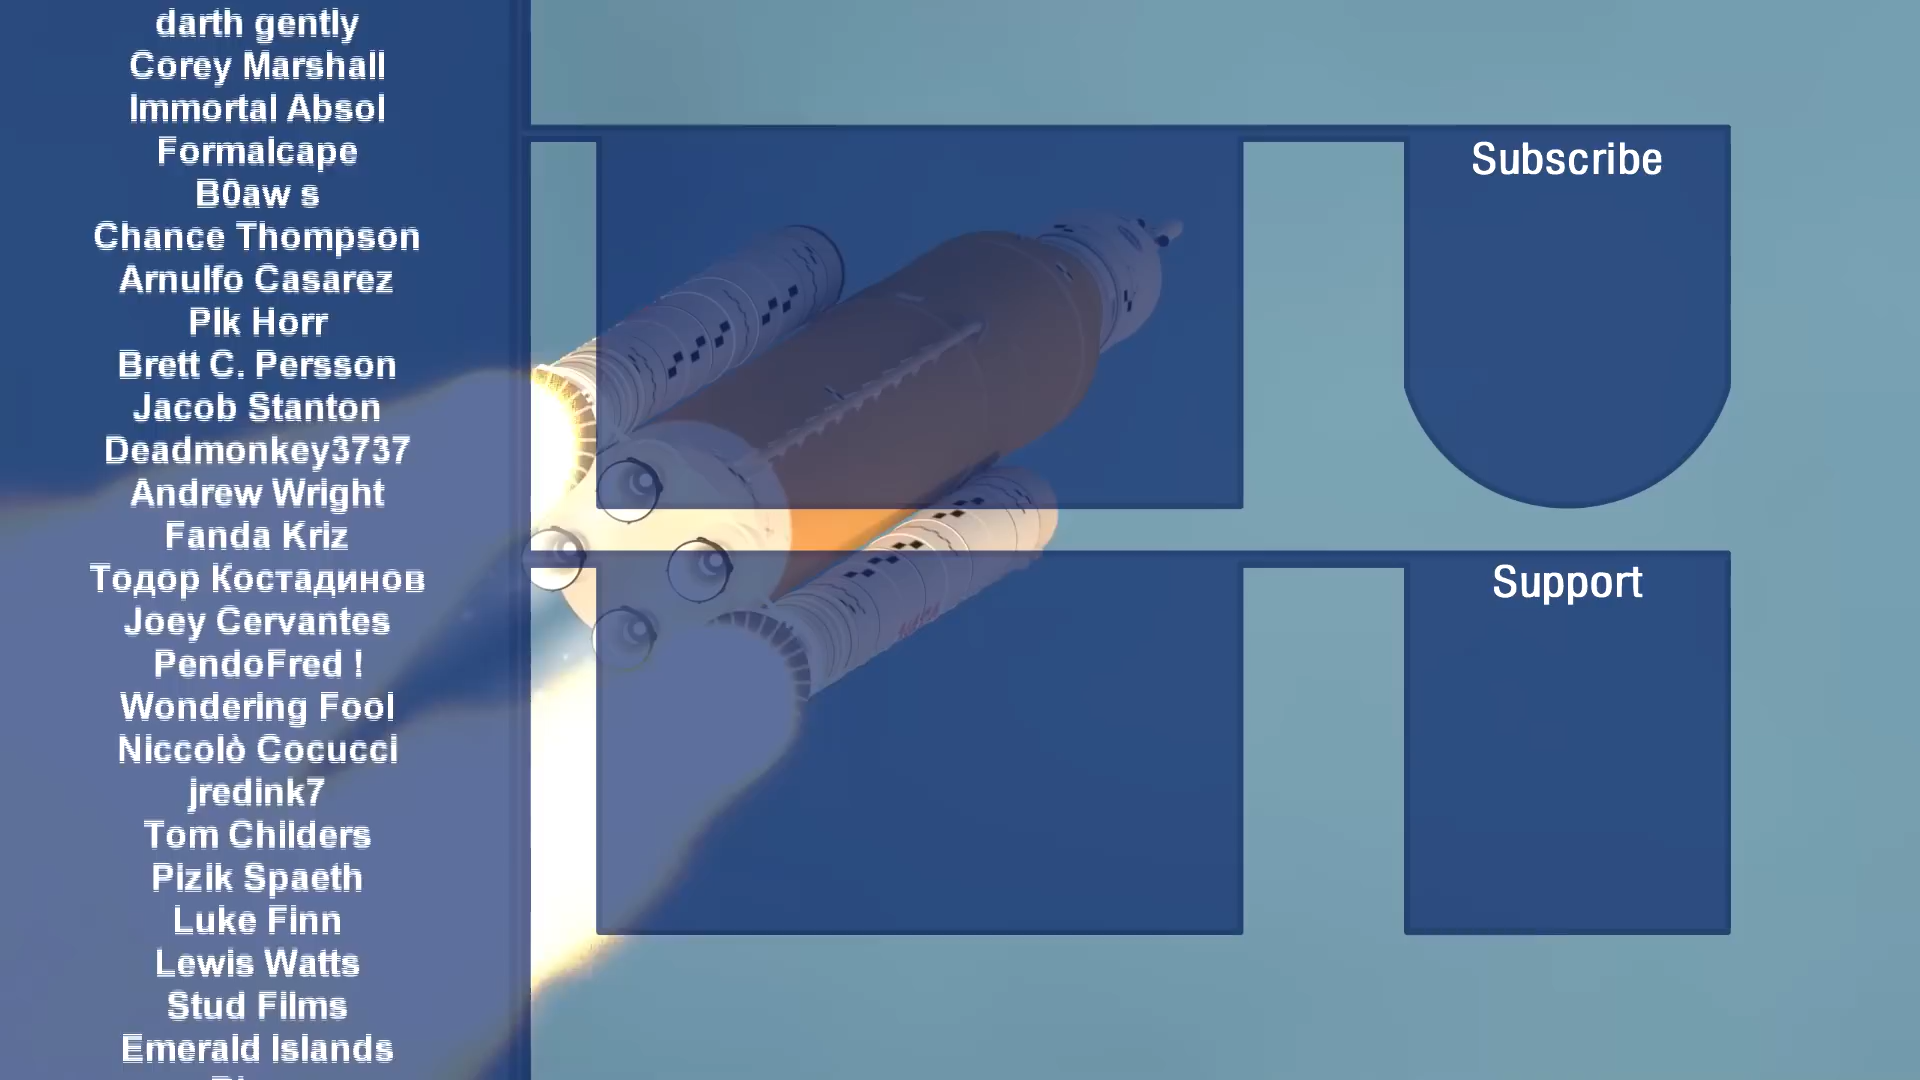 darth gently
Corey Marshall
Immortal Absol
Formalcape
B0aw s
Chance Thompson
Arnulfo Casarez
Plk Horr
Brett C. Persson
Jacob Stanton
Deadmonkey3737
Andrew Wright
Fanda Kriz
Тодор Костадинов
Joey Cervantes
PendoFred !
Wondering Fool
Niccolò Cocucci
jredink7
Tom Childers
Pizik Spaeth
Luke Finn
Lewis Watts
Stud Films
Emerald Islands
Subscribe
Support